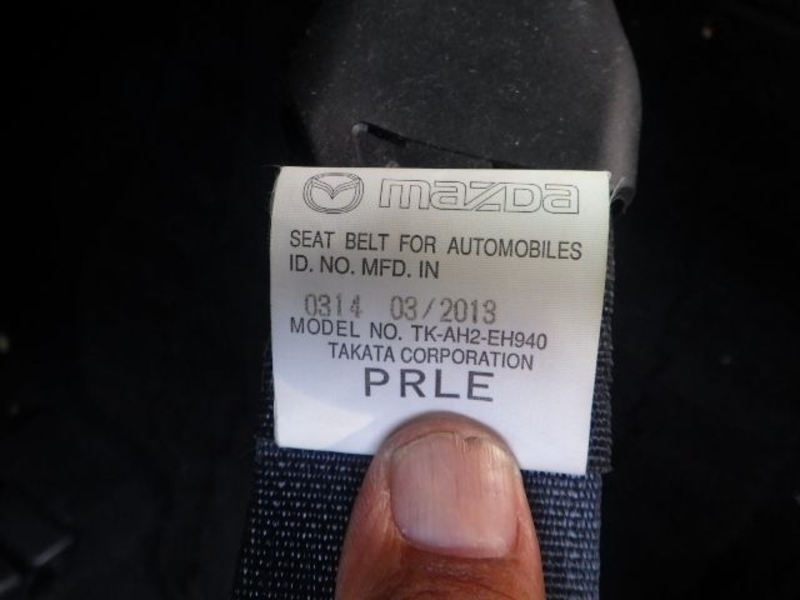 mazda
SEAT BELT FOR AUTOMOBILES
ID. NO. MFD. IN
0314 03/2013
MODEL NO. TK-AH2-EH940
TAKATA CORPORATION
PRLE